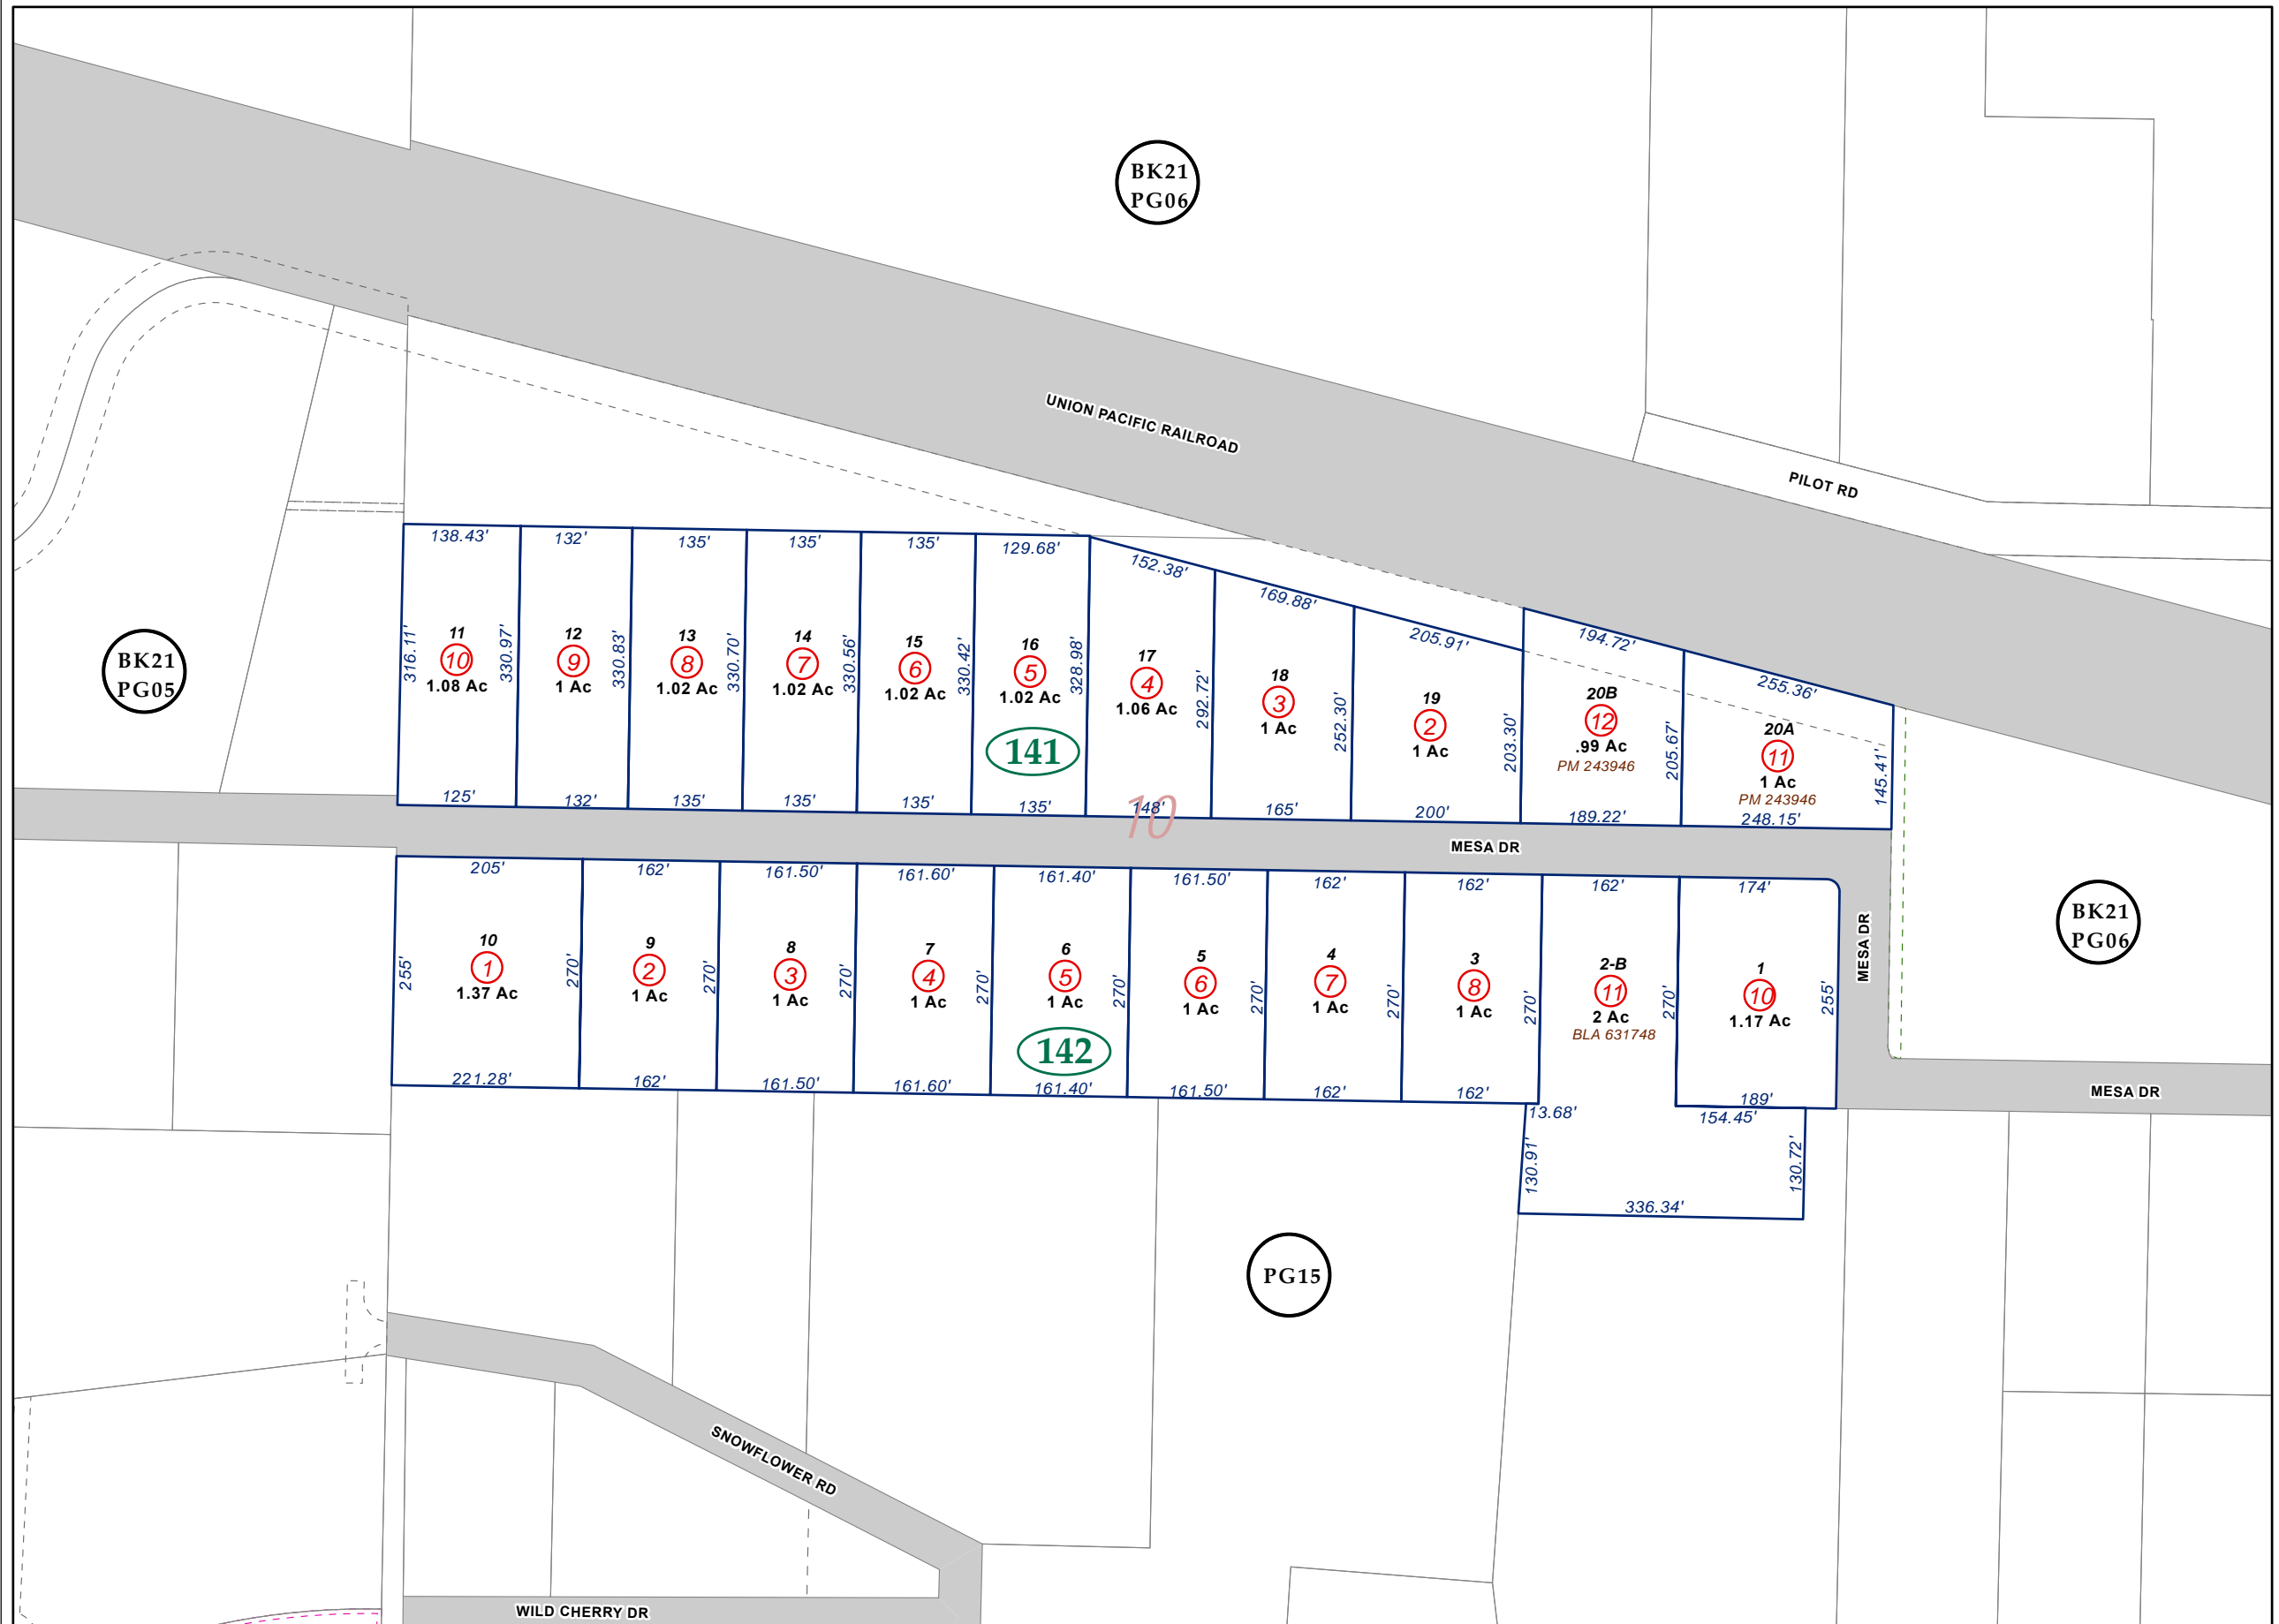 BK21
PG06
UNION PACIFIC RAILROAD
PILOT RD
138.43'
132'
135'
135'
135'
129.68'
152.38'
169.88'
205.91'
194.72'
255.36'
BK21
PG05
316.11'
11
10
1.08 Ac
330.97'
12
9
1 Ac
330.83'
13
8
1.02 Ac
330.70'
14
7
1.02 Ac
330.56'
15
6
1.02 Ac
330.42'
16
5
1.02 Ac
328.98'
141
17
4
1.06 Ac
292.72'
18
3
1 Ac
252.30'
19
2
1 Ac
203.30'
20B
12
.99 Ac
PM 243946
205.67'
20A
11
1 Ac
PM 243946
145.41'
125'
132'
135'
135'
135'
135'
148'
165'
200'
189.22'
248.15'
10
MESA DR
205'
162'
161.50'
161.60'
161.40'
161.50'
162'
162'
162'
174'
255'
10
1
1.37 Ac
270'
9
2
1 Ac
270'
8
3
1 Ac
270'
7
4
1 Ac
270'
6
5
1 Ac
270'
142
5
6
1 Ac
270'
4
7
1 Ac
270'
3
8
1 Ac
270'
2-B
11
2 Ac
BLA 631748
270'
1
10
1.17 Ac
255'
MESA DR
BK21
PG06
MESA DR
221.28'
162'
161.50'
161.60'
161.40'
161.50'
162'
162'
189'
13.68'
154.45'
130.91'
130.72'
336.34'
PG15
SNOWFLOWER RD
WILD CHERRY DR